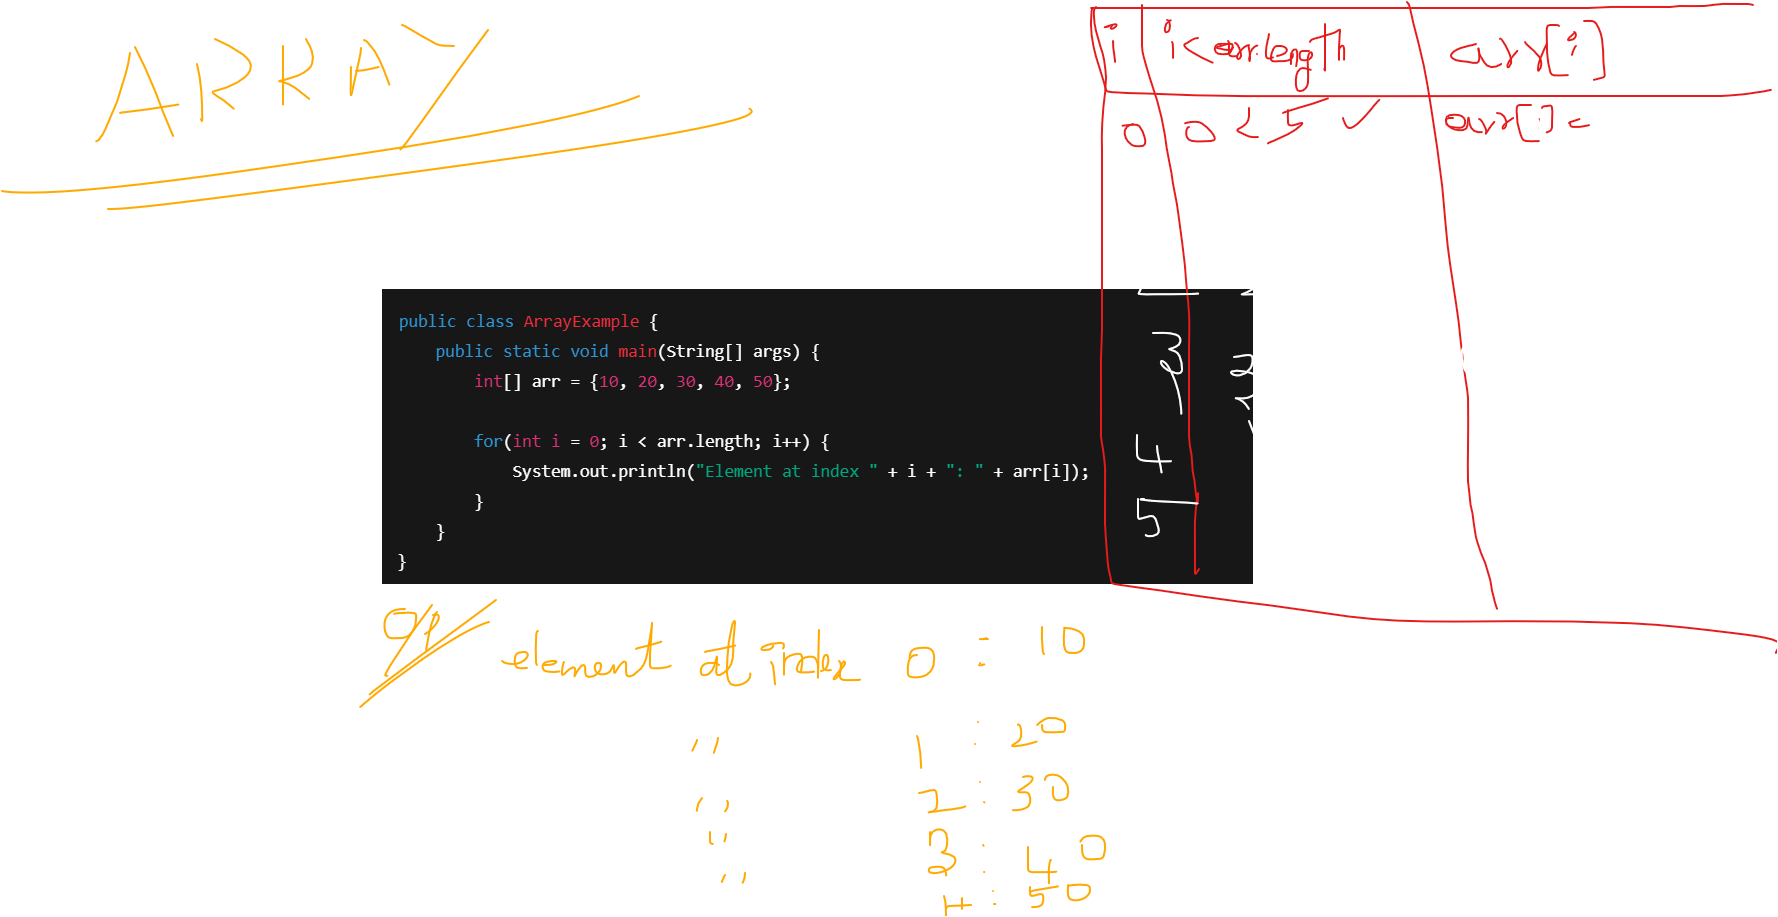 ARRAY
i i<arr.length arr[i]
0 0<5 ✓ arr[]=
public class ArrayExample {
public static void main(String[] args) {
int[] arr = {10, 20, 30, 40, 50};
for(int i = 0; i < arr.length; i++) {
System.out.println("Element at index " + i + ": " + arr[i]);
}
}
}
3
4
5
2
O/P
element at index 0 : 10
" 1 : 20
" 2 : 30
" 3 : 40
" 4 : 50